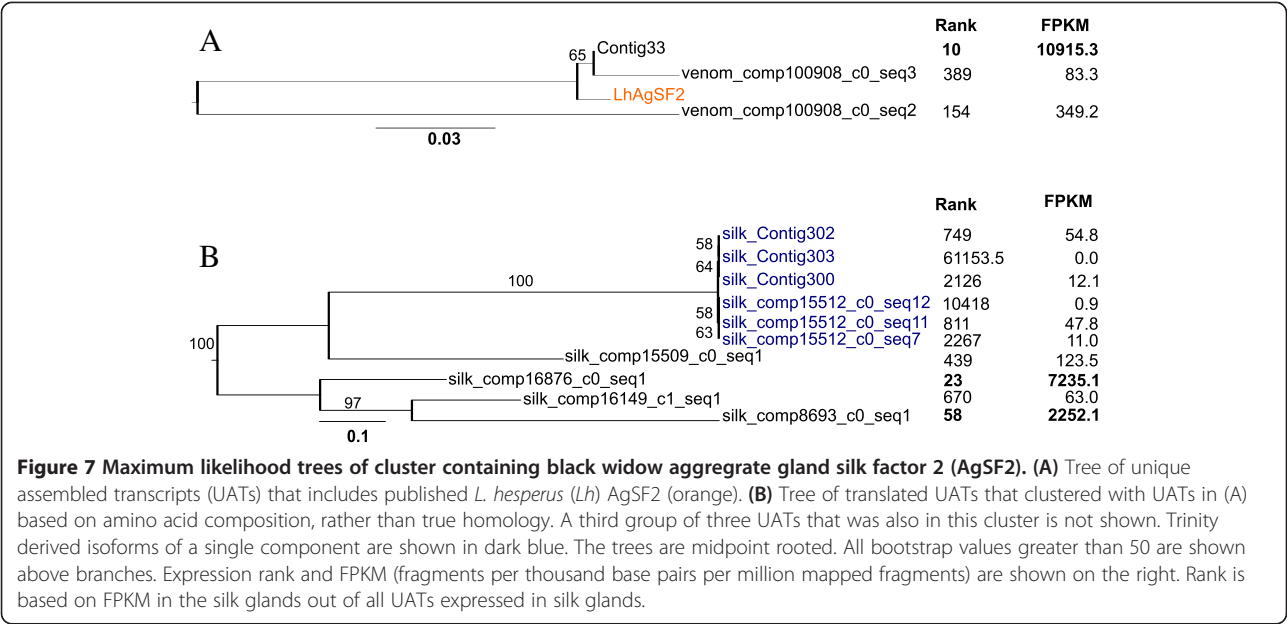 A
Rank FPKM
65 Contig33 10 10915.3
venom_comp100908_c0_seq3 389 83.3
LhAgSF2
venom_comp100908_c0_seq2 154 349.2
0.03
B
Rank FPKM
silk_Contig302 749 54.8
58
silk_Contig303 61153.5 0.0
64
100 silk_Contig300 2126 12.1
silk_comp15512_c0_seq12 10418 0.9
58
silk_comp15512_c0_seq11 811 47.8
63
silk_comp15512_c0_seq7 2267 11.0
100
silk_comp15509_c0_seq1 439 123.5
silk_comp16876_c0_seq1 23 7235.1
97 silk_comp16149_c1_seq1 670 63.0
silk_comp8693_c0_seq1 58 2252.1
0.1
Figure 7 Maximum likelihood trees of cluster containing black widow aggregrate gland silk factor 2 (AgSF2). (A) Tree of unique
assembled transcripts (UATs) that includes published L. hesperus (Lh) AgSF2 (orange). (B) Tree of translated UATs that clustered with UATs in (A)
based on amino acid composition, rather than true homology. A third group of three UATs that was also in this cluster is not shown. Trinity
derived isoforms of a single component are shown in dark blue. The trees are midpoint rooted. All bootstrap values greater than 50 are shown
above branches. Expression rank and FPKM (fragments per thousand base pairs per million mapped fragments) are shown on the right. Rank is
based on FPKM in the silk glands out of all UATs expressed in silk glands.